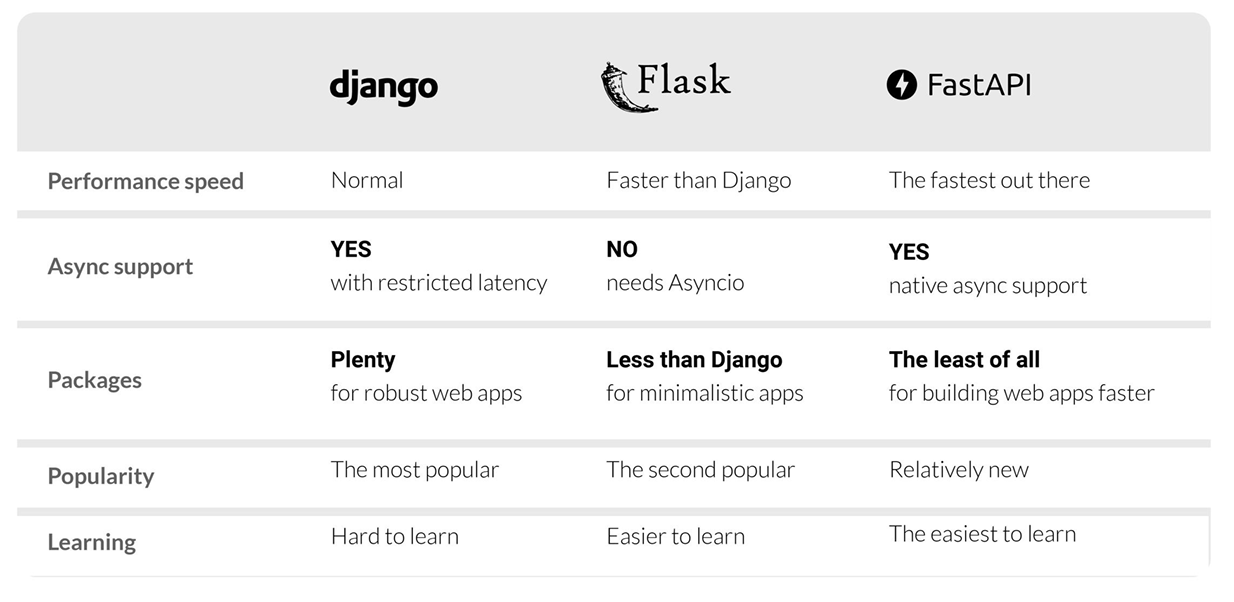 django Flask FastAPI
Performance speed Normal Faster than Django The fastest out there
Async support
YES
with restricted latency
NO
needs Asyncio
YES
native async support
Packages
Plenty
for robust web apps
Less than Django
for minimalistic apps
The least of all
for building web apps faster
Popularity The most popular The second popular Relatively new
Learning Hard to learn Easier to learn The easiest to learn